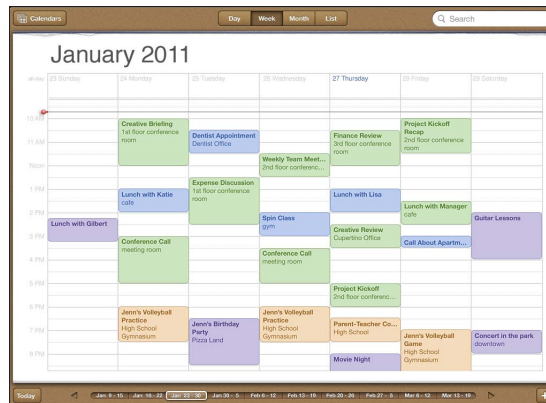 Calendars
Day
Week
Month
List
Search
January 2011
all-day
23 Sunday
24 Monday
25 Tuesday
26 Wednesday
27 Thursday
28 Friday
29 Saturday
10 AM
11 AM
Noon
1 PM
2 PM
3 PM
4 PM
5 PM
6 PM
7 PM
8 PM
Lunch with Gilbert
Creative Briefing
1st floor conference
room
Lunch with Katie
cafe
Conference Call
meeting room
Jenn's Volleyball
Practice
High School
Gymnasium
Dentist Appointment
Dentist Office
Expense Discussion
1st floor conference
room
Jenn's Birthday
Party
Pizza Land
Weekly Team Meet...
2nd floor conferenc...
Spin Class
gym
Conference Call
meeting room
Jenn's Volleyball
Practice
High School
Gymnasium
Finance Review
3rd floor conference
room
Lunch with Lisa
Creative Review
Cupertino Office
Project Kickoff
2nd floor conferenc...
Parent-Teacher Co...
High School
Movie Night
Project Kickoff
Recap
2nd floor conference
room
Lunch with Manager
cafe
Call About Apartm...
Jenn's Volleyball
Game
High School
Gymnasium
Guitar Lessons
Concert in the park
downtown
Today
Jan 9 - 15
Jan 16 - 22
Jan 23 - 30
Jan 30 - 5
Feb 6 - 12
Feb 13 - 19
Feb 20 - 26
Feb 27 - 5
Mar 6 - 12
Mar 13 - 19